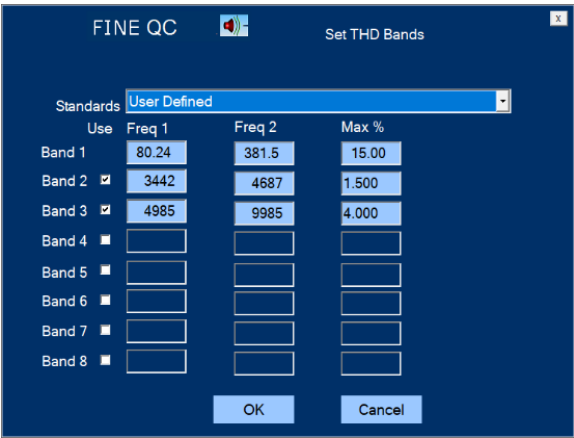 FINE QC
Set THD Bands
x
Standards User Defined
Use Freq 1 Freq 2 Max %
Band 1 80.24 381.5 15.00
Band 2 3442 4687 1.500
Band 3 4985 9985 4.000
Band 4
Band 5
Band 6
Band 7
Band 8
OK Cancel